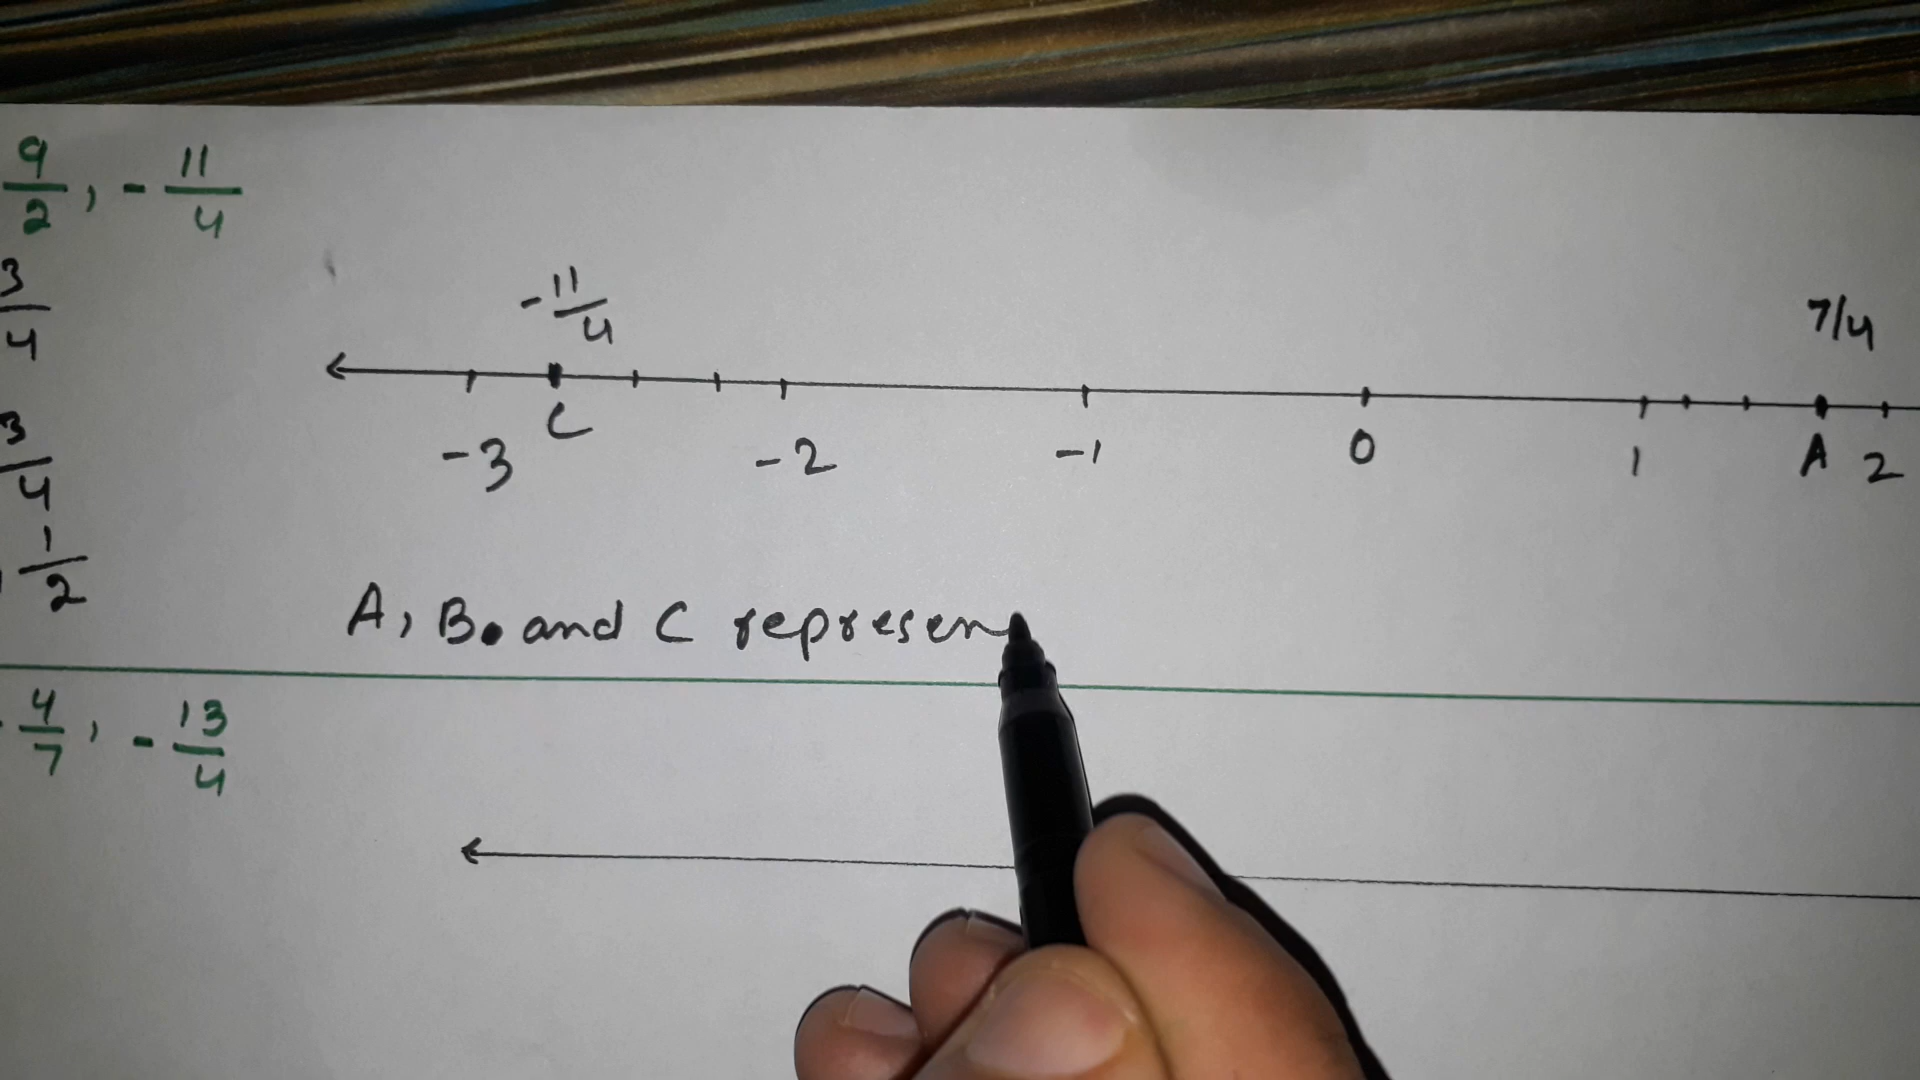 9/2, -11/4
3/4
3/4
1/2
-11/4
7/4
C
A
-3 -2 -1 0 1 2
A, B. and C represen
4/7, -13/4